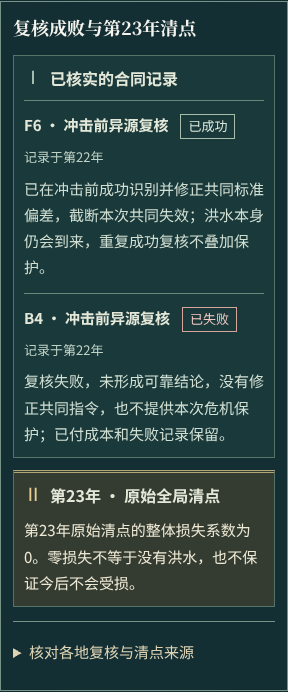 复核成败与第23年清点
I 已核实的合同记录
F6 · 冲击前异源复核 已成功
记录于第22年
已在冲击前成功识别并修正共同标准
偏差，截断本次共同失效；洪水本身
仍会到来，重复成功复核不叠加保
护。
B4 · 冲击前异源复核 已失败
记录于第22年
复核失败，未形成可靠结论，没有修
正共同指令，也不提供本次危机保
护；已付成本和失败记录保留。
II 第23年 · 原始全局清点
第23年原始清点的整体损失系数为
0。零损失不等于没有洪水，也不保
证今后不会受损。
▶ 核对各地复核与清点来源